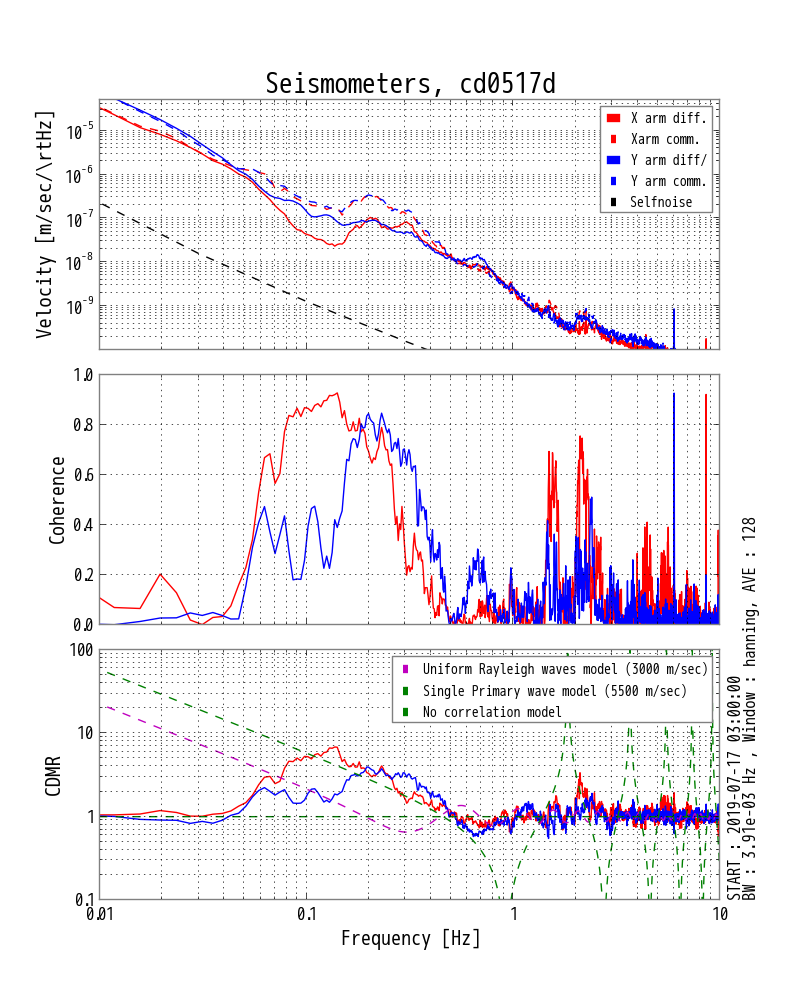 Seismometers, cd0517d
Velocity [m/sec/\rtHz]
10^-5
10^-6
10^-7
10^-8
10^-9
X arm diff.
Xarm comm.
Y arm diff/
Y arm comm.
Selfnoise
Coherence
1.0
0.8
0.6
0.4
0.2
0.0
CDMR
100
10
1
0.1
Uniform Rayleigh waves model (3000 m/sec)
Single Primary wave model (5500 m/sec)
No correlation model
0.01
0.1
1
10
Frequency [Hz]
START : 2019-07-17 03:00:00
BW : 3.91e-03 Hz , Window : hanning, AVE : 128